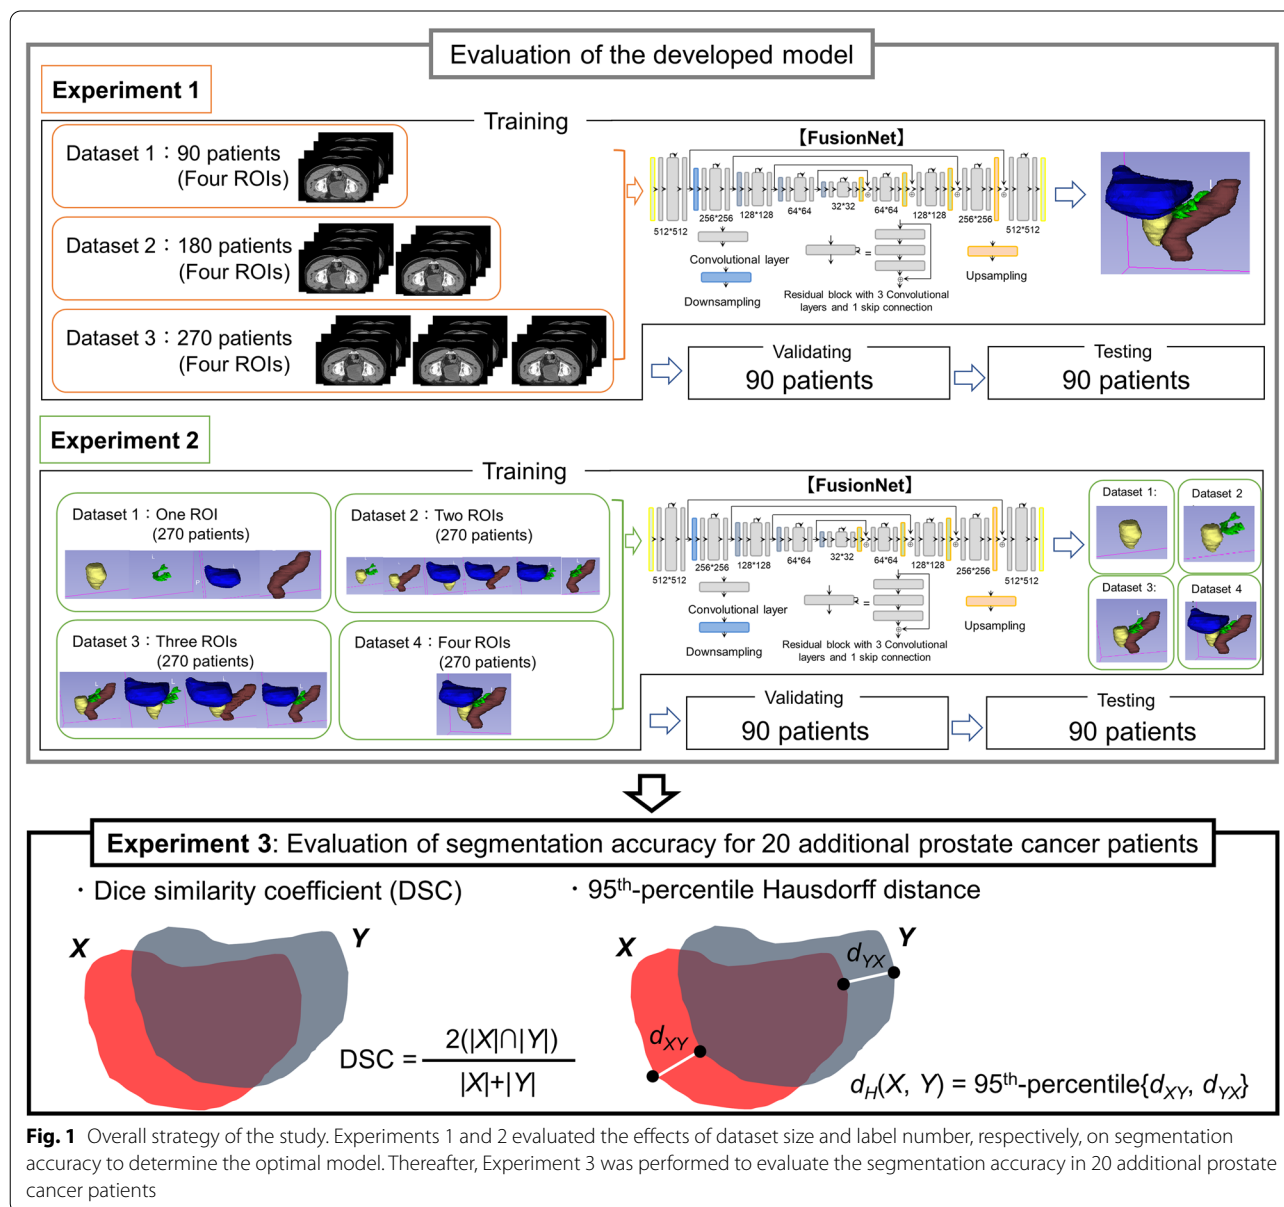 Evaluation of the developed model
Experiment 1
Training
Dataset 1：90 patients
(Four ROIs)
Dataset 2：180 patients
(Four ROIs)
Dataset 3：270 patients
(Four ROIs)
【FusionNet】
512*512
256*256
128*128
64*64
32*32
64*64
128*128
256*256
512*512
Convolutional layer
Downsampling
Residual block with 3 Convolutional
layers and 1 skip connection
=
Upsampling
L
Validating
90 patients
Testing
90 patients
Experiment 2
Training
Dataset 1：One ROI
(270 patients)
Dataset 2：Two ROIs
(270 patients)
Dataset 3：Three ROIs
(270 patients)
Dataset 4：Four ROIs
(270 patients)
【FusionNet】
512*512
256*256
128*128
64*64
32*32
64*64
128*128
256*256
512*512
Convolutional layer
Downsampling
Residual block with 3 Convolutional
layers and 1 skip connection
=
Upsampling
Dataset 1:
Dataset 2
Dataset 3:
Dataset 4
Validating
90 patients
Testing
90 patients
Experiment 3: Evaluation of segmentation accuracy for 20 additional prostate cancer patients
・Dice similarity coefficient (DSC)
X
Y
DSC = 2(|X|∩|Y|) / |X|+|Y|
・95th-percentile Hausdorff distance
X
Y
dYX
dXY
dH(X, Y) = 95th-percentile{dXY, dYX}
Fig. 1 Overall strategy of the study. Experiments 1 and 2 evaluated the effects of dataset size and label number, respectively, on segmentation
accuracy to determine the optimal model. Thereafter, Experiment 3 was performed to evaluate the segmentation accuracy in 20 additional prostate
cancer patients